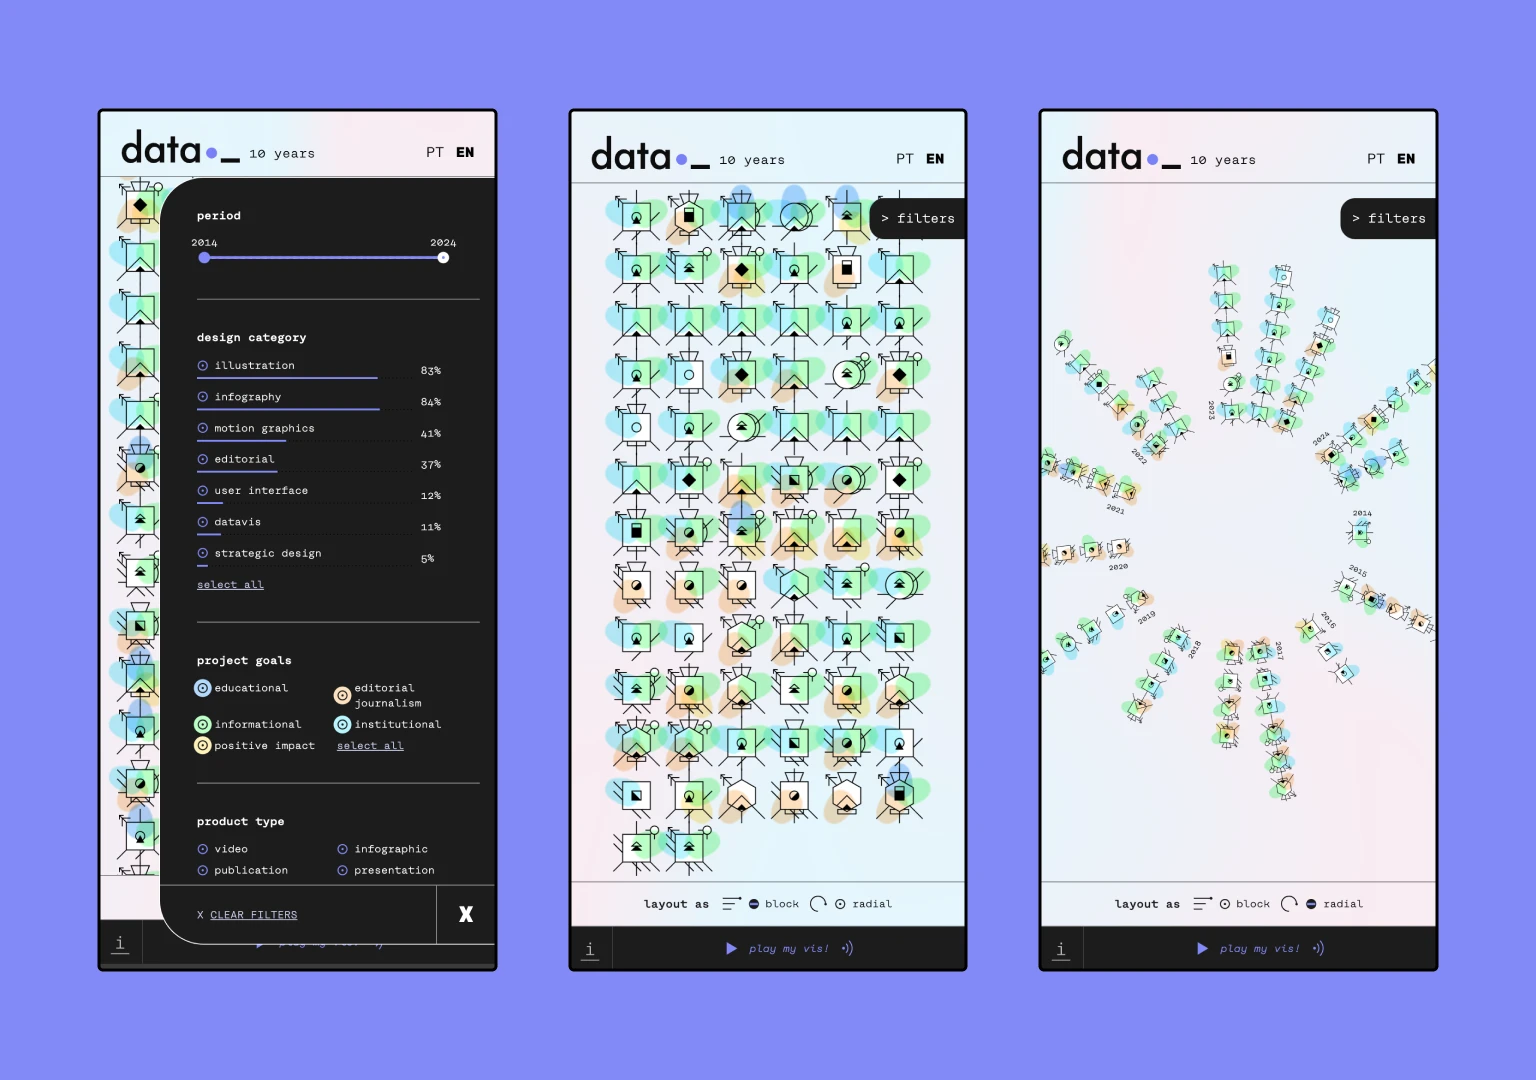 data._ 10 years PT EN
period
2014 2024
design category
illustration 83%
infography 84%
motion graphics 41%
editorial 37%
user interface 12%
datavis 11%
strategic design 5%
select all
project goals
educational
editorial
journalism
informational
institutional
positive impact
select all
product type
video
infographic
publication
presentation
X CLEAR FILTERS X
i
data._ 10 years PT EN
> filters
layout as block radial
i play my vis!
data._ 10 years PT EN
> filters
2023
2024
2022
2021
2014
2020
2015
2019
2016
2018
2017
layout as block radial
i play my vis!